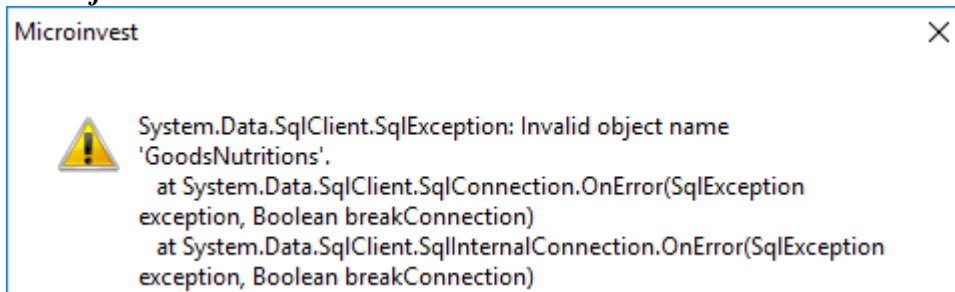 Microinvest
System.Data.SqlClient.SqlException: Invalid object name
'GoodsNutritions'.
at System.Data.SqlClient.SqlConnection.OnError(SqlException
exception, Boolean breakConnection)
at System.Data.SqlClient.SqlInternalConnection.OnError(SqlException
exception, Boolean breakConnection)